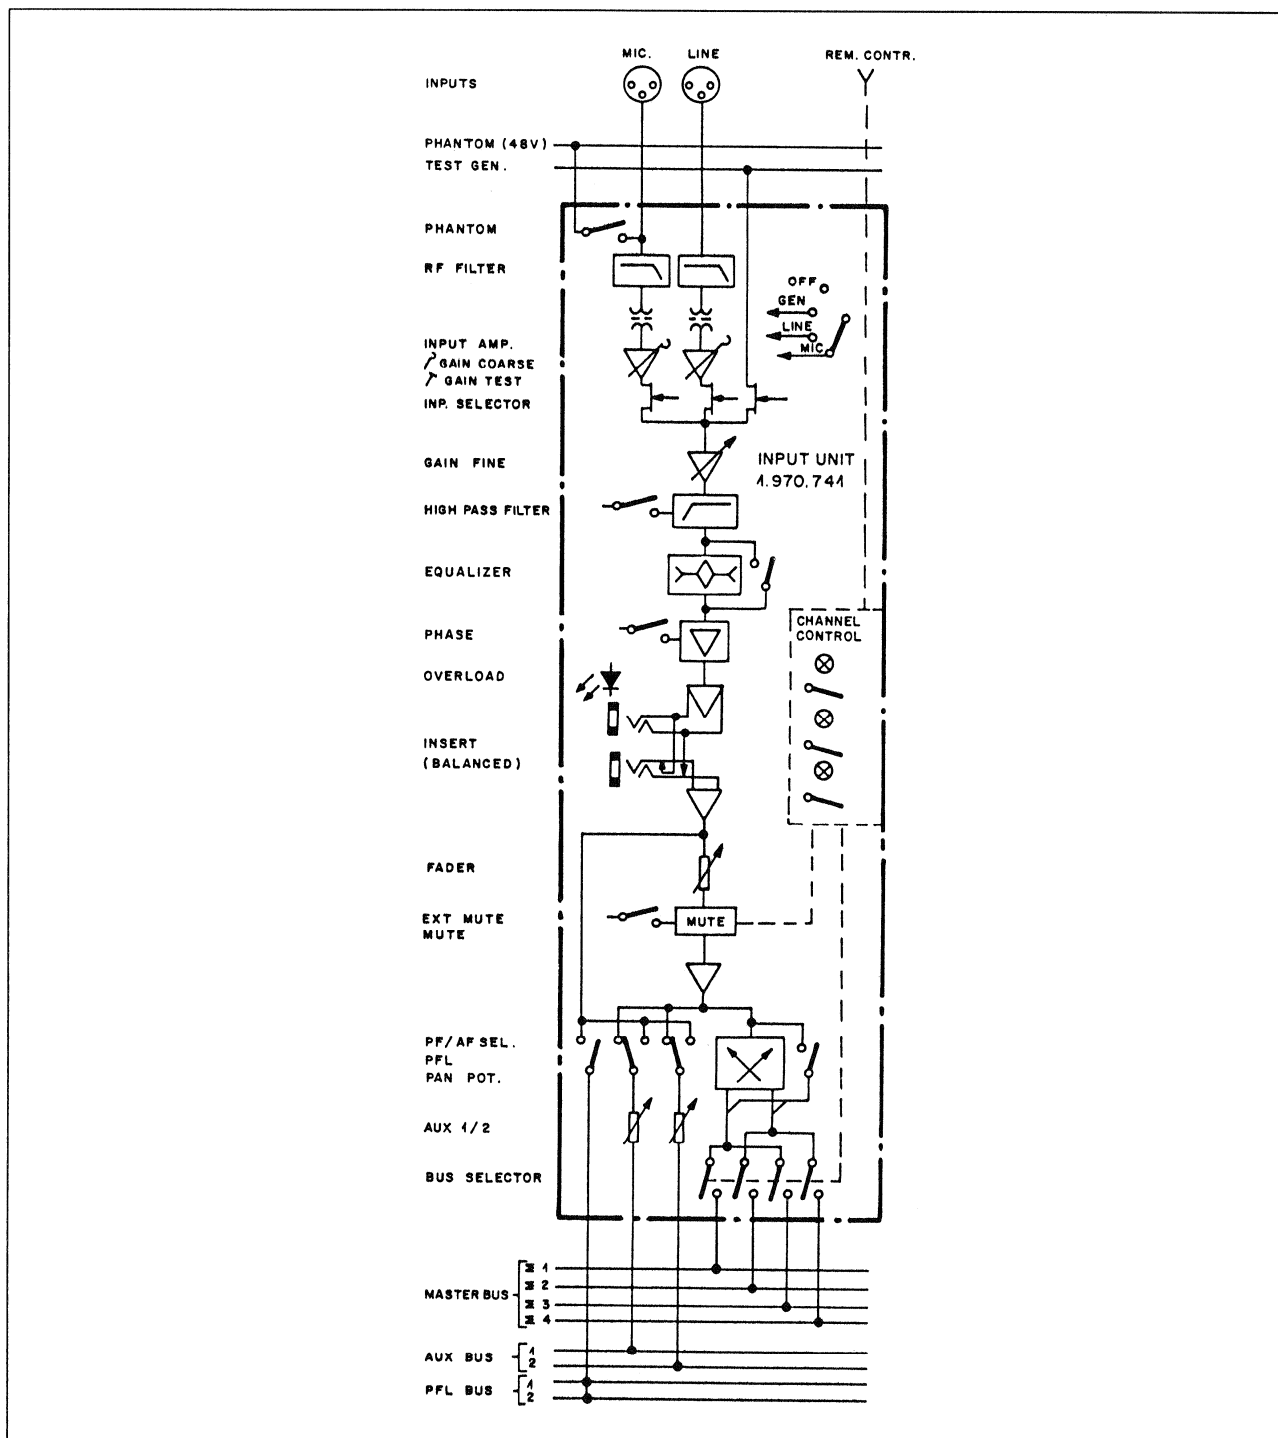 MIC. LINE REM. CONTR.
INPUTS
PHANTOM (48V)
TEST GEN.
PHANTOM
RF FILTER
OFF
GEN
LINE
MIC
INPUT AMP.
GAIN COARSE
GAIN TEST
INP. SELECTOR
GAIN FINE
INPUT UNIT
1.970.741
HIGH PASS FILTER
EQUALIZER
PHASE
CHANNEL
CONTROL
OVERLOAD
INSERT
(BALANCED)
FADER
EXT MUTE
MUTE
MUTE
PF/AF SEL.
PFL
PAN POT.
AUX 1/2
BUS SELECTOR
MASTER BUS
M 1
M 2
M 3
M 4
AUX BUS
1
2
PFL BUS
1
2